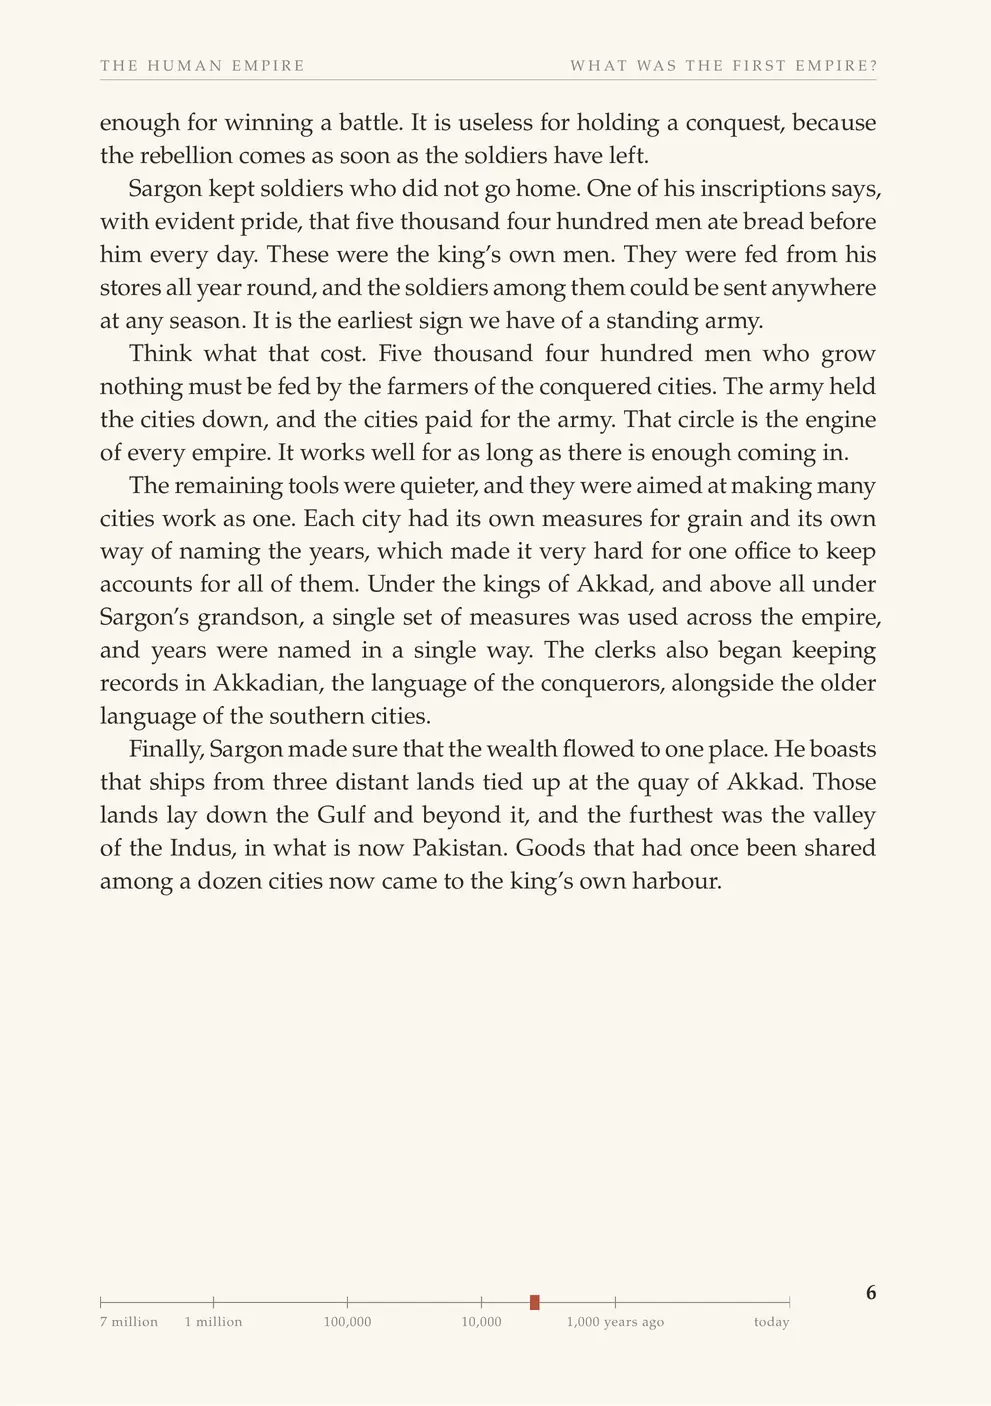 THE HUMAN EMPIRE
WHAT WAS THE FIRST EMPIRE?
enough for winning a battle. It is useless for holding a conquest, because
the rebellion comes as soon as the soldiers have left.
Sargon kept soldiers who did not go home. One of his inscriptions says,
with evident pride, that five thousand four hundred men ate bread before
him every day. These were the king’s own men. They were fed from his
stores all year round, and the soldiers among them could be sent anywhere
at any season. It is the earliest sign we have of a standing army.
Think what that cost. Five thousand four hundred men who grow
nothing must be fed by the farmers of the conquered cities. The army held
the cities down, and the cities paid for the army. That circle is the engine
of every empire. It works well for as long as there is enough coming in.
The remaining tools were quieter, and they were aimed at making many
cities work as one. Each city had its own measures for grain and its own
way of naming the years, which made it very hard for one office to keep
accounts for all of them. Under the kings of Akkad, and above all under
Sargon’s grandson, a single set of measures was used across the empire,
and years were named in a single way. The clerks also began keeping
records in Akkadian, the language of the conquerors, alongside the older
language of the southern cities.
Finally, Sargon made sure that the wealth flowed to one place. He boasts
that ships from three distant lands tied up at the quay of Akkad. Those
lands lay down the Gulf and beyond it, and the furthest was the valley
of the Indus, in what is now Pakistan. Goods that had once been shared
among a dozen cities now came to the king’s own harbour.
6
7 million 1 million 100,000 10,000 1,000 years ago today